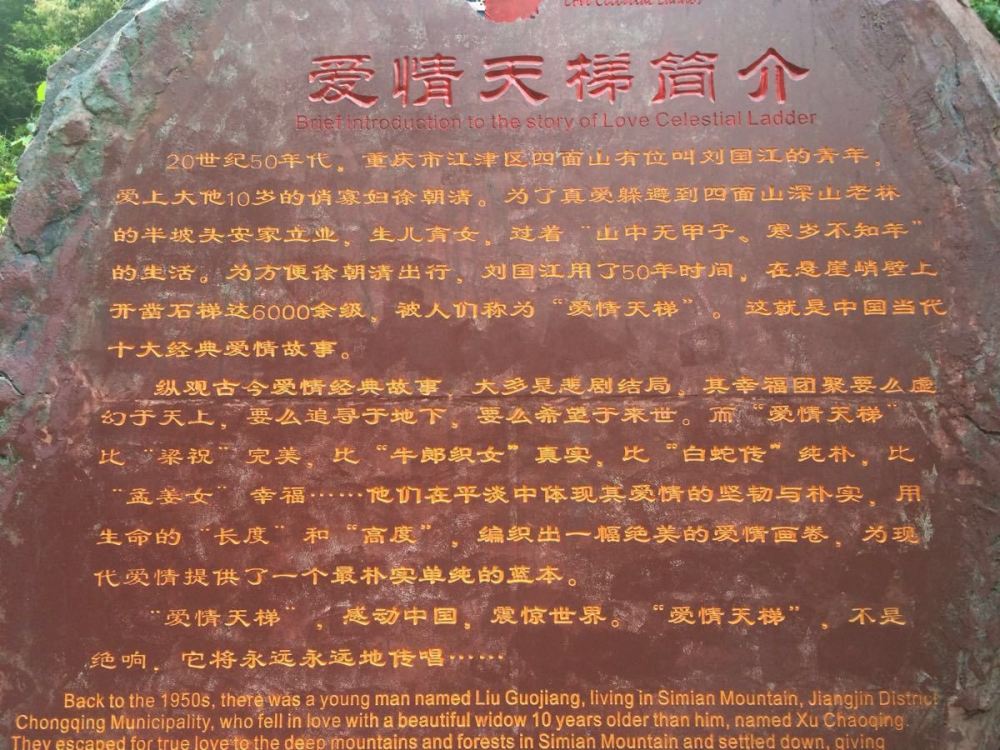 Love Celestial Ladder
爱情天梯简介
Brief introduction to the story of Love Celestial Ladder
20世纪50年代，重庆市江津区四面山有位叫刘国江的青年，
爱上大他10岁的俏寡妇徐朝清。为了真爱躲避到四面山深山老林
的半坡头安家立业，生儿育女，过着“山中无甲子、寒岁不知年”
的生活。为方便徐朝清出行，刘国江用了50年时间，在悬崖峭壁上
开凿石梯达6000余级，被人们称为“爱情天梯”。这就是中国当代
十大经典爱情故事。
纵观古今爱情经典故事，大多是悲剧结局，其幸福团聚要么虚
幻于天上，要么追寻于地下，要么希望于来世。而“爱情天梯”
比“梁祝”完美，比“牛郎织女”真实，比“白蛇传”纯朴，比
“孟姜女”幸福……他们在平淡中体现其爱情的坚韧与朴实，用
生命的“长度”和“高度”，编织出一幅绝美的爱情画卷，为现
代爱情提供了一个最朴实单纯的蓝本。
“爱情天梯”，感动中国，震惊世界。“爱情天梯”，不是
绝响，它将永远永远地传唱……
Back to the 1950s, there was a young man named Liu Guojiang, living in Simian Mountain, Jiangjin District
Chongqing Municipality, who fell in love with a beautiful widow 10 years older than him, named Xu Chaoqing.
They escaped for true love to the deep mountains and forests in Simian Mountain and settled down, giving